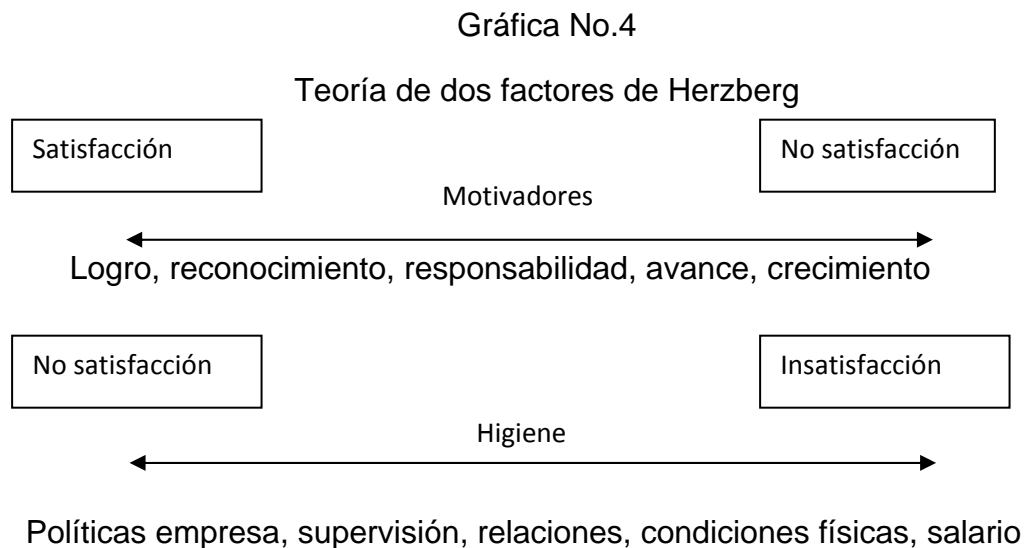 Gráfica No.4
Teoría de dos factores de Herzberg
Satisfacción
No satisfacción
Motivadores
Logro, reconocimiento, responsabilidad, avance, crecimiento
No satisfacción
Insatisfacción
Higiene
Políticas empresa, supervisión, relaciones, condiciones físicas, salario